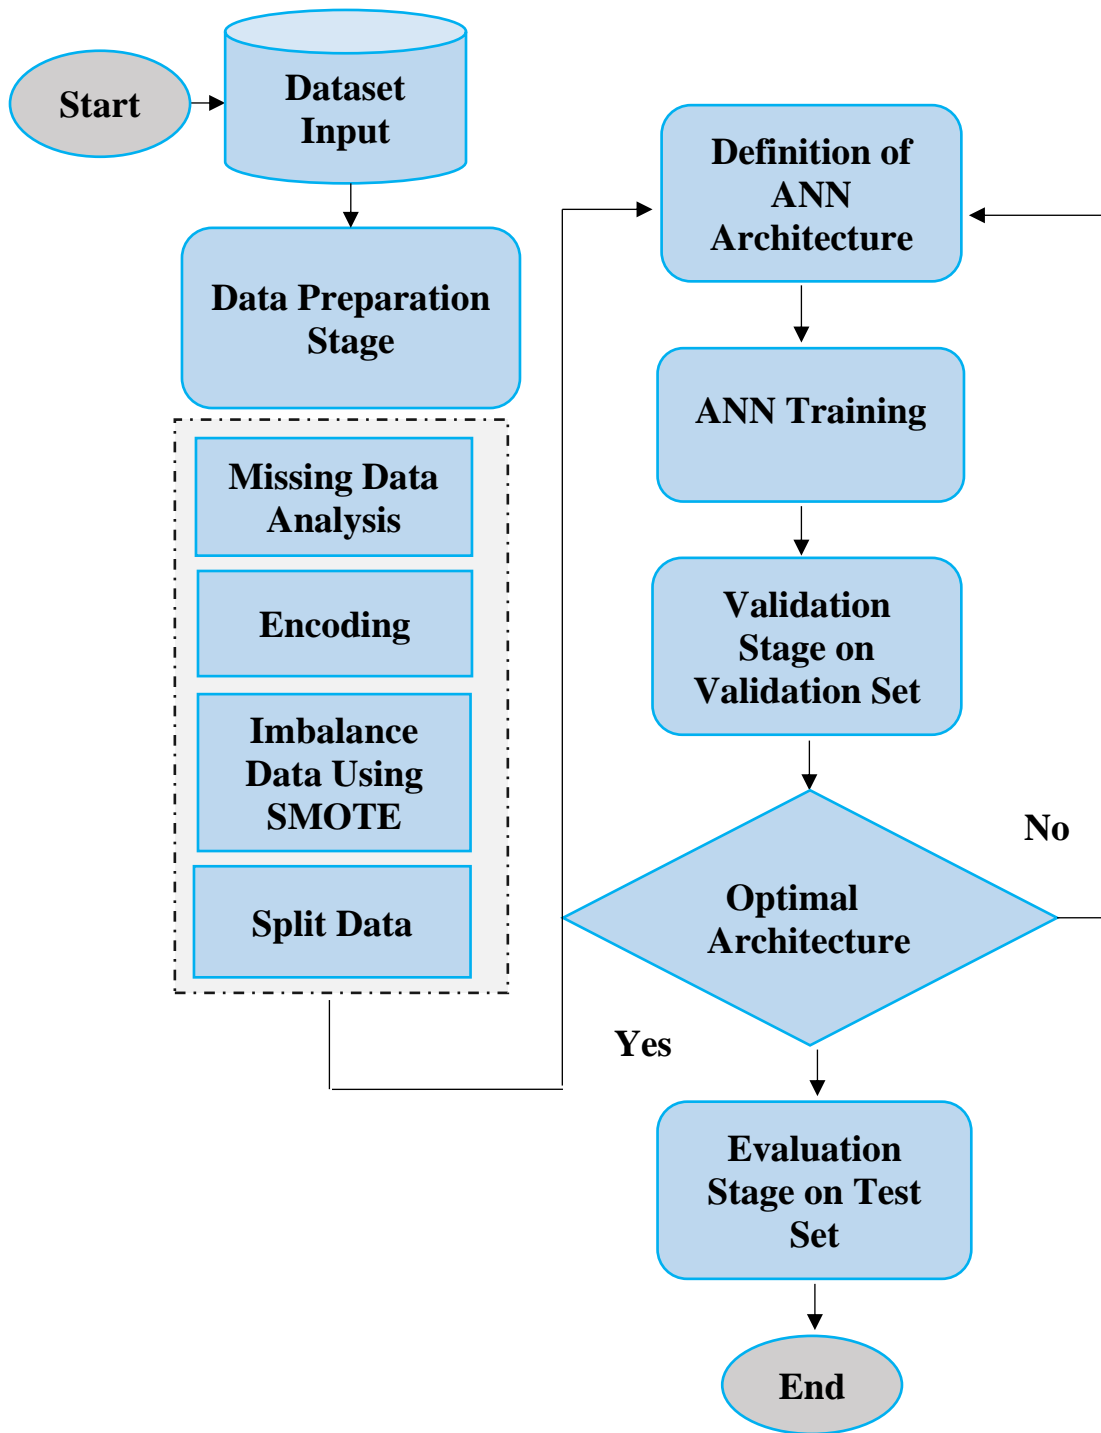 Start
Dataset
Input
Data Preparation
Stage
Missing Data
Analysis
Encoding
Imbalance
Data Using
SMOTE
Split Data
Definition of
ANN
Architecture
ANN Training
Validation
Stage on
Validation Set
Optimal
Architecture
No
Yes
Evaluation
Stage on Test
Set
End